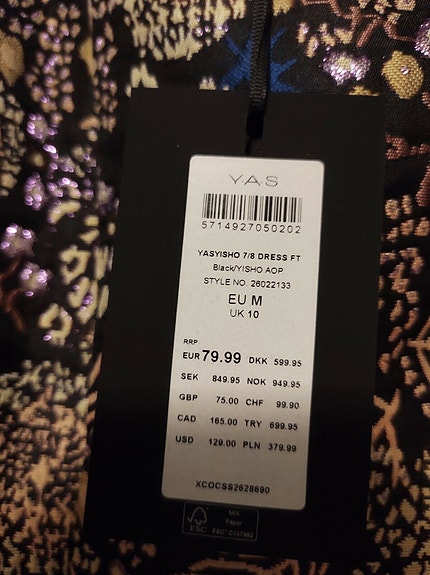 Y.A.S
5714927050202
YASYISHO 7/8 DRESS FT
Black/YISHO AOP
STYLE NO. 26022133
EU M
UK 10
RRP
EUR 79.99 DKK 599.95
SEK 849.95 NOK 949.95
GBP 75.00 CHF 99.90
CAD 165.00 TRY 699.95
USD 129.00 PLN 379.99
XCOCSS2628690
FSC
MIX
Paper